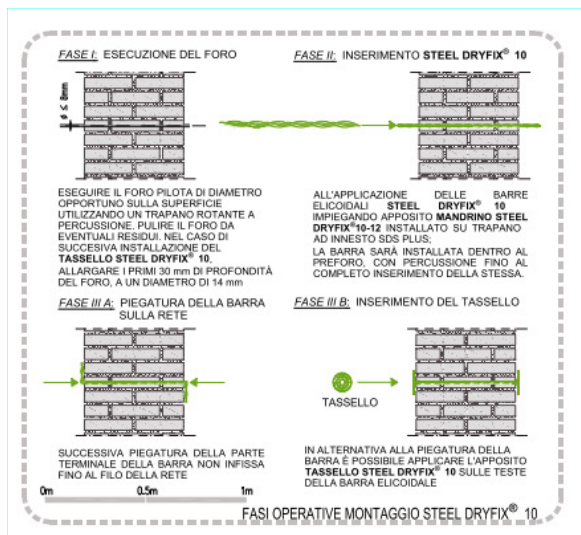 FASE I: ESECUZIONE DEL FORO
ø ≤ 8mm
ESEGUIRE IL FORO PILOTA DI DIAMETRO
OPPORTUNO SULLA SUPERFICIE
UTILIZZANDO UN TRAPANO ROTANTE A
PERCUSSIONE. PULIRE IL FORO DA
EVENTUALI RESIDUI. NEL CASO DI
SUCCESIVA INSTALLAZIONE DEL
TASSELLO STEEL DRYFIX® 10,
ALLARGARE I PRIMI 30 mm DI PROFONDITÀ
DEL FORO, A UN DIAMETRO DI 14 mm
FASE II: INSERIMENTO STEEL DRYFIX® 10
ALL'APPLICAZIONE DELLE BARRE
ELICOIDALI STEEL DRYFIX® 10
IMPIEGANDO APPOSITO MANDRINO STEEL
DRYFIX®10-12 INSTALLATO SU TRAPANO
AD INNESTO SDS PLUS;
LA BARRA SARÀ INSTALLATA DENTRO AL
PREFORO, CON PERCUSSIONE FINO AL
COMPLETO INSERIMENTO DELLA STESSA.
FASE III A: PIEGATURA DELLA BARRA
SULLA RETE
SUCCESSIVA PIEGATURA DELLA PARTE
TERMINALE DELLA BARRA NON INFISSA
FINO AL FILO DELLA RETE
FASE III B: INSERIMENTO DEL TASSELLO
TASSELLO
IN ALTERNATIVA ALLA PIEGATURA DELLA
BARRA È POSSIBILE APPLICARE L'APPOSITO
TASSELLO STEEL DRYFIX® 10 SULLE TESTE
DELLA BARRA ELICOIDALE
0m 0.5m 1m
FASI OPERATIVE MONTAGGIO STEEL DRYFIX® 10